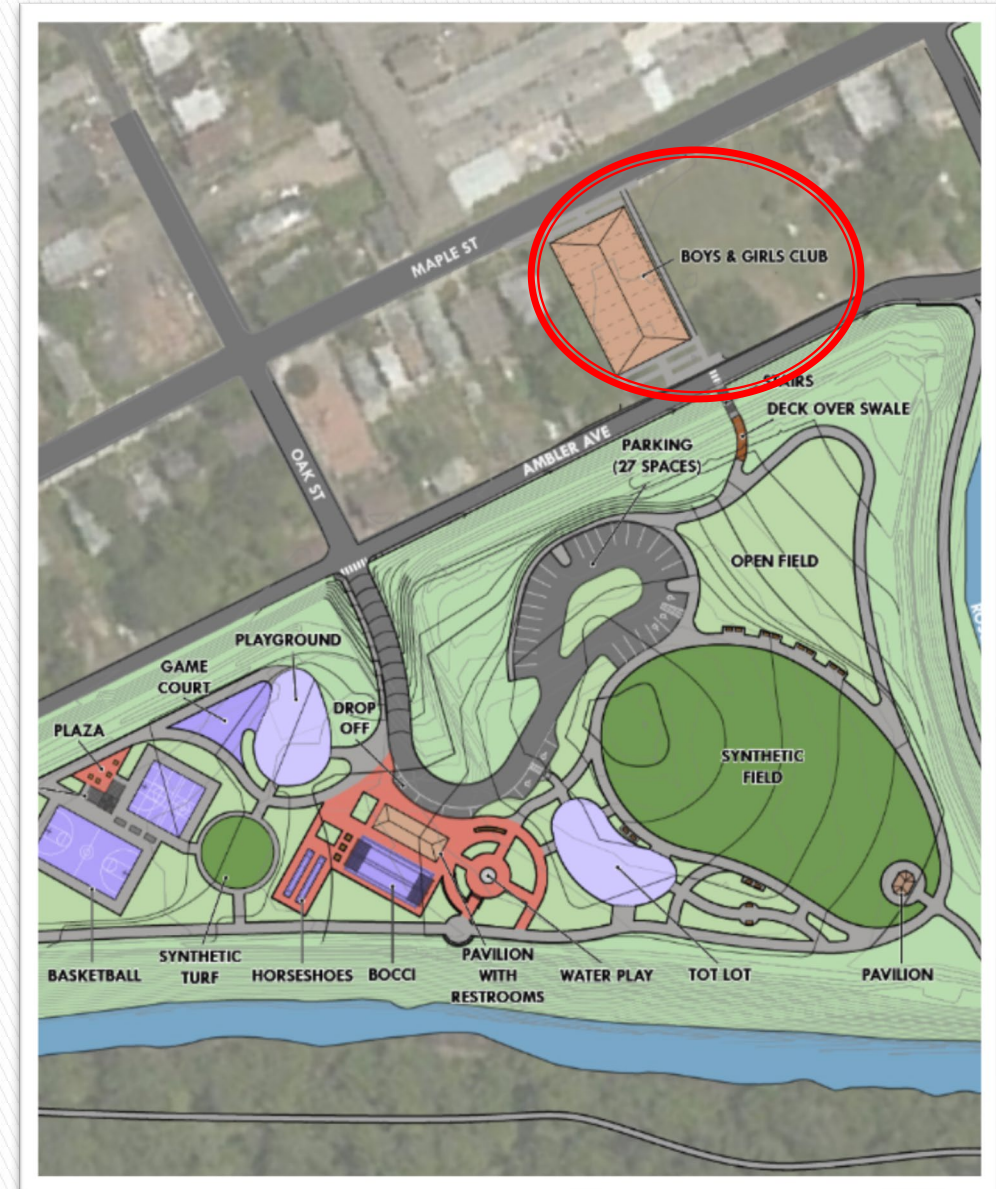 MAPLE ST
BOYS & GIRLS CLUB
STAIRS
DECK OVER SWALE
AMBLER AVE
PARKING
(27 SPACES)
OAK ST
OPEN FIELD
PLAYGROUND
GAME
COURT
DROP
OFF
PLAZA
SYNTHETIC
FIELD
BASKETBALL
SYNTHETIC
TURF
HORSESHOES
BOCCI
PAVILION
WITH
RESTROOMS
WATER PLAY
TOT LOT
PAVILION